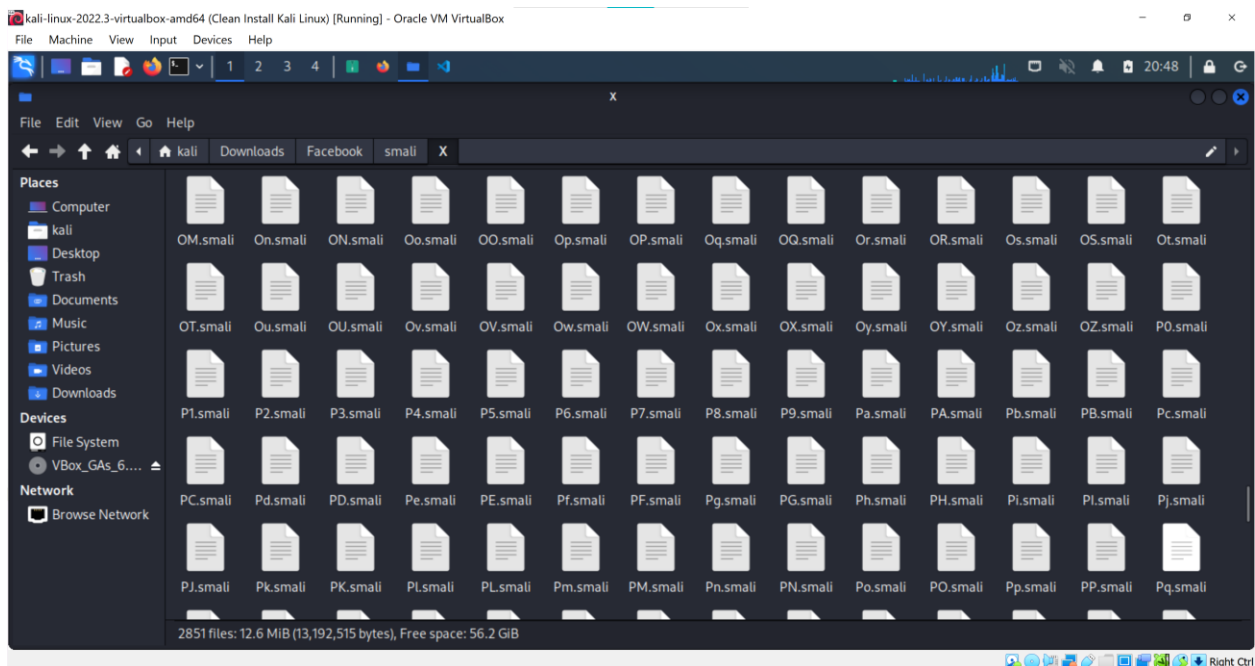 kali-linux-2022.3-virtualbox-amd64 (Clean Install Kali Linux) [Running] - Oracle VM VirtualBox
File Machine View Input Devices Help
1 2 3 4 20:48
X
File Edit View Go Help
kali Downloads Facebook smali X
Places
Computer
kali
Desktop
Trash
Documents
Music
Pictures
Videos
Downloads
Devices
File System
VBox_GAs_6....
Network
Browse Network
OM.smali On.smali ON.smali Oo.smali OO.smali Op.smali OP.smali Oq.smali OQ.smali Or.smali OR.smali Os.smali OS.smali Ot.smali
OT.smali Ou.smali OU.smali Ov.smali OV.smali Ow.smali OW.smali Ox.smali OX.smali Oy.smali OY.smali Oz.smali OZ.smali P0.smali
P1.smali P2.smali P3.smali P4.smali P5.smali P6.smali P7.smali P8.smali P9.smali Pa.smali PA.smali Pb.smali PB.smali Pc.smali
PC.smali Pd.smali PD.smali Pe.smali PE.smali Pf.smali PF.smali Pg.smali PG.smali Ph.smali PH.smali Pi.smali PI.smali Pj.smali
PJ.smali Pk.smali PK.smali Pl.smali PL.smali Pm.smali PM.smali Pn.smali PN.smali Po.smali PO.smali Pp.smali PP.smali Pq.smali
2851 files: 12.6 MiB (13,192,515 bytes), Free space: 56.2 GiB
Right Ctrl